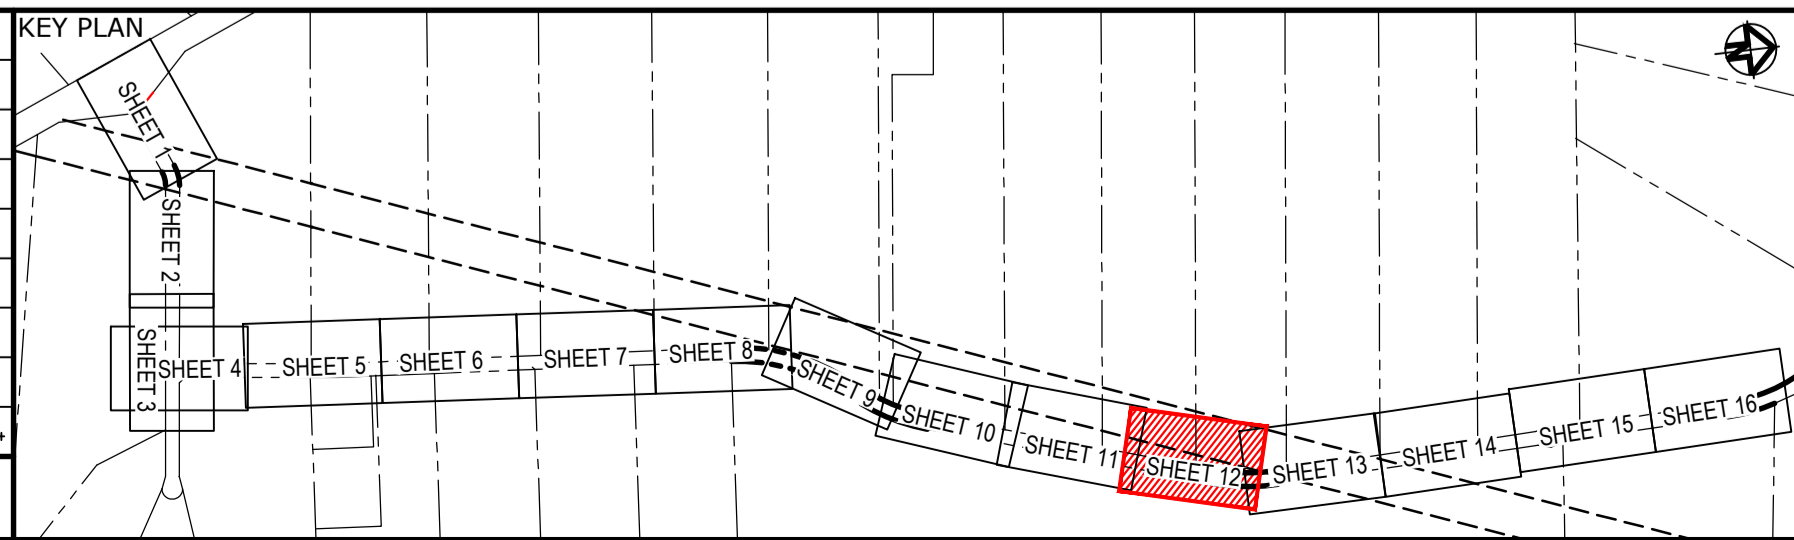 KEY PLAN
N
SHEET 1
SHEET 2
SHEET 3
SHEET 4
SHEET 5
SHEET 6
SHEET 7
SHEET 8
SHEET 9
SHEET 10
SHEET 11
SHEET 12
SHEET 13
SHEET 14
SHEET 15
SHEET 16